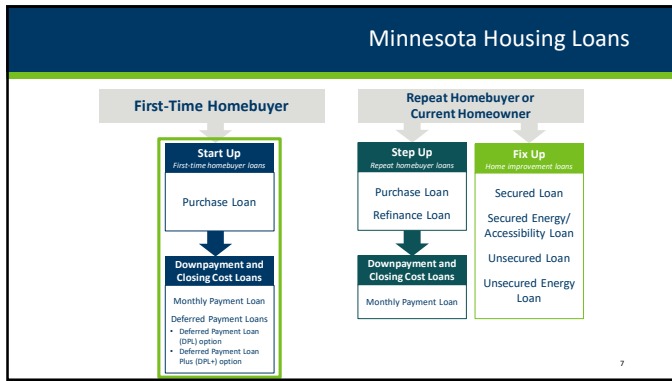 Minnesota Housing Loans
First-Time Homebuyer
Start Up
First-time homebuyer loans
Purchase Loan
Downpayment and
Closing Cost Loans
Monthly Payment Loan
Deferred Payment Loans
• Deferred Payment Loan
(DPL) option
• Deferred Payment Loan
Plus (DPL+) option
Repeat Homebuyer or
Current Homeowner
Step Up
Repeat homebuyer loans
Purchase Loan
Refinance Loan
Downpayment and
Closing Cost Loans
Monthly Payment Loan
Fix Up
Home improvement loans
Secured Loan
Secured Energy/
Accessibility Loan
Unsecured Loan
Unsecured Energy
Loan
7